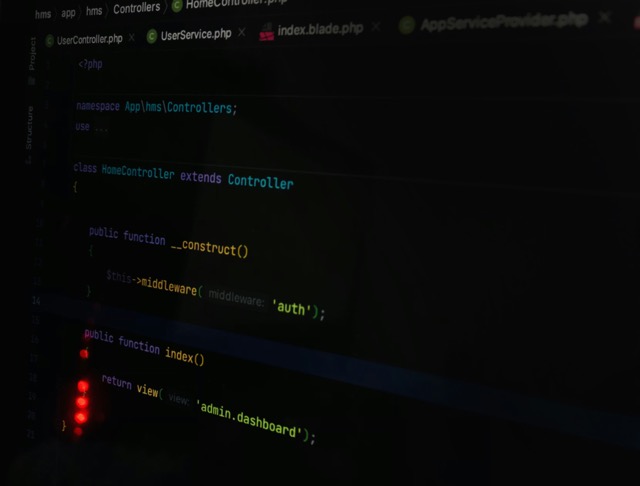 hms app hms Controllers HomeController.php
UserController.php UserService.php index.blade.php AppServiceProvider.php
Project
Structure
<?php
namespace App\hms\Controllers;
use ...
class HomeController extends Controller
{
public function __construct()
{
$this->middleware( middleware: 'auth');
}
14
public function index()
return view( view: 'admin.dashboard');
}